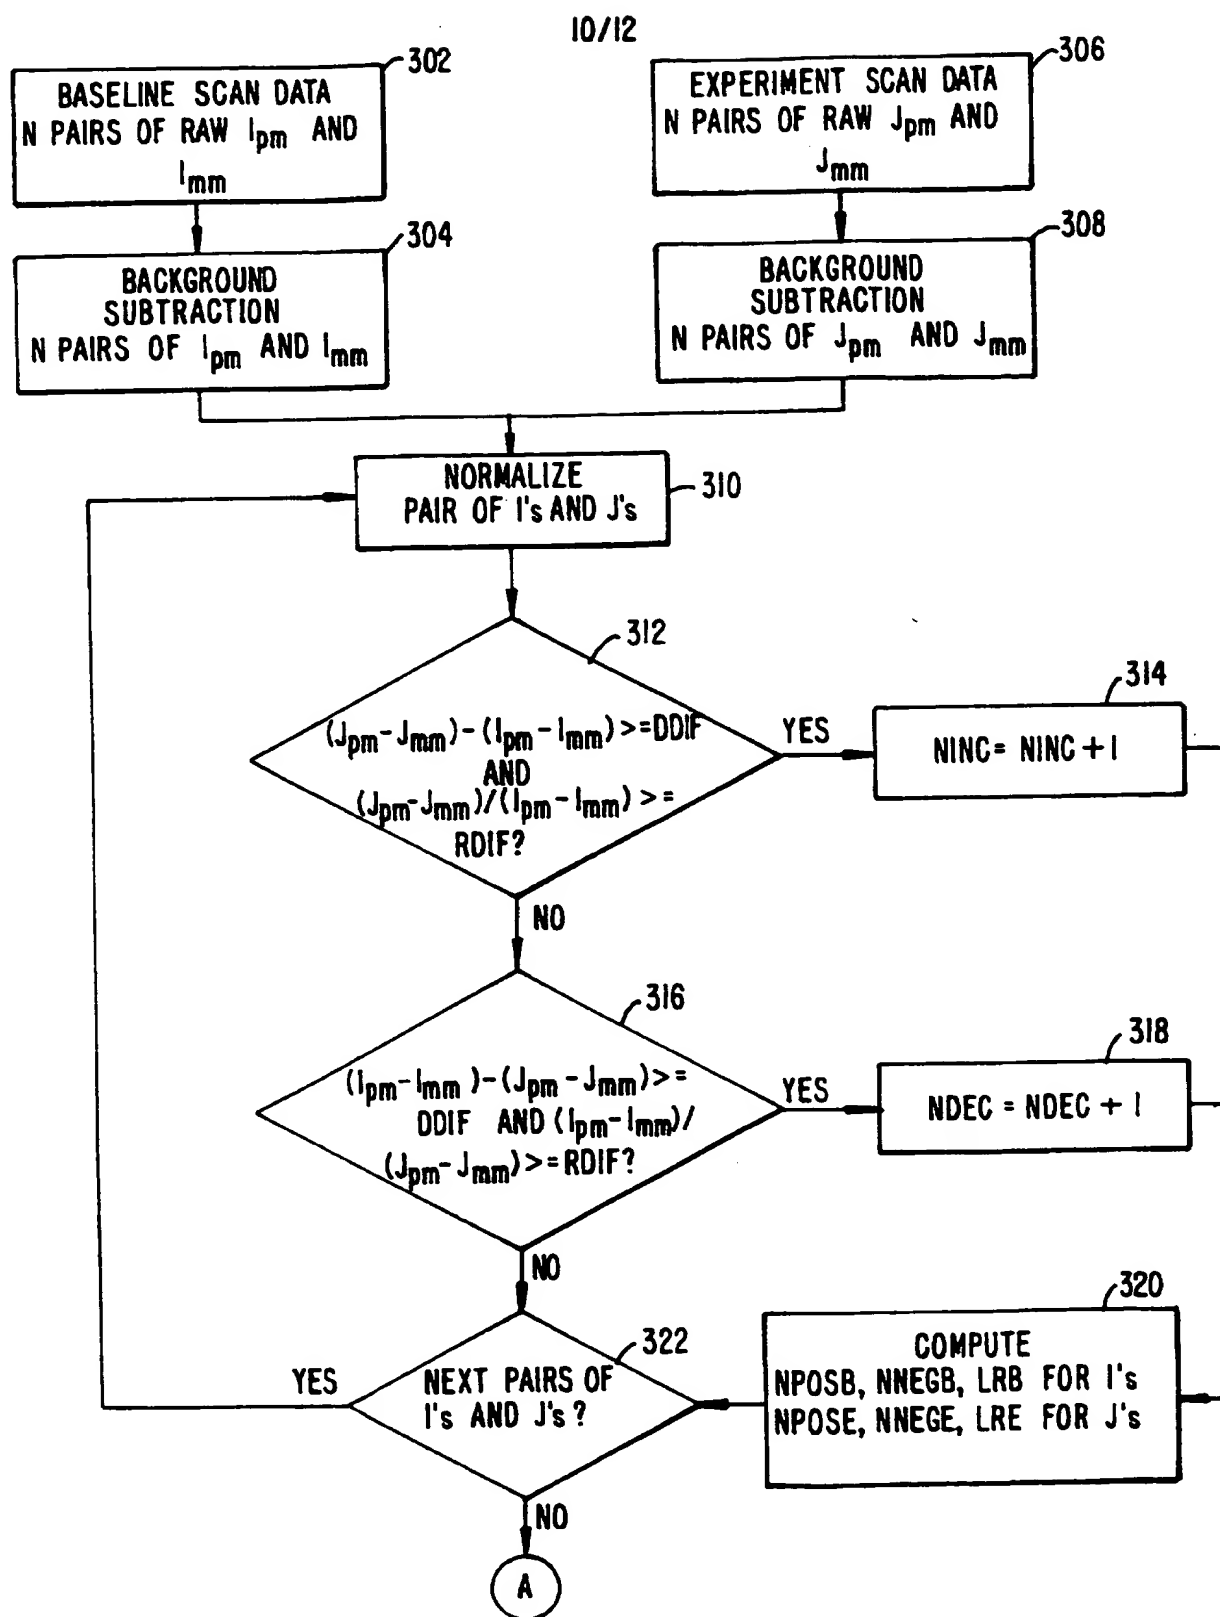 10/12
302
BASELINE SCAN DATA
N PAIRS OF RAW Ipm AND
Imm
306
EXPERIMENT SCAN DATA
N PAIRS OF RAW Jpm AND
Jmm
304
BACKGROUND
SUBTRACTION
N PAIRS OF Ipm AND Imm
308
BACKGROUND
SUBTRACTION
N PAIRS OF Jpm AND Jmm
NORMALIZE
PAIR OF I's AND J's
310
312
(Jpm-Jmm)-(Ipm-Imm)>=DDIF
AND
(Jpm-Jmm)/(Ipm-Imm)>=
RDIF?
YES
314
NINC= NINC+1
NO
316
(Ipm-Imm)-(Jpm-Jmm)>=
DDIF AND (Ipm-Imm)/
(Jpm-Jmm)>=RDIF?
YES
318
NDEC = NDEC + 1
NO
320
COMPUTE
NPOSB, NNEGB, LRB FOR I's
NPOSE, NNEGE, LRE FOR J's
322
NEXT PAIRS OF
I's AND J's?
YES
NO
A